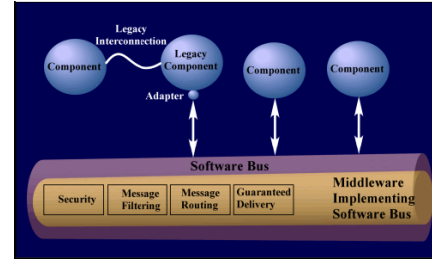 Legacy
Interconnection
Component
Legacy
Component
Component
Component
Adapter
Software Bus
Security
Message
Filtering
Message
Routing
Guaranteed
Delivery
Middleware
Implementing
Software Bus